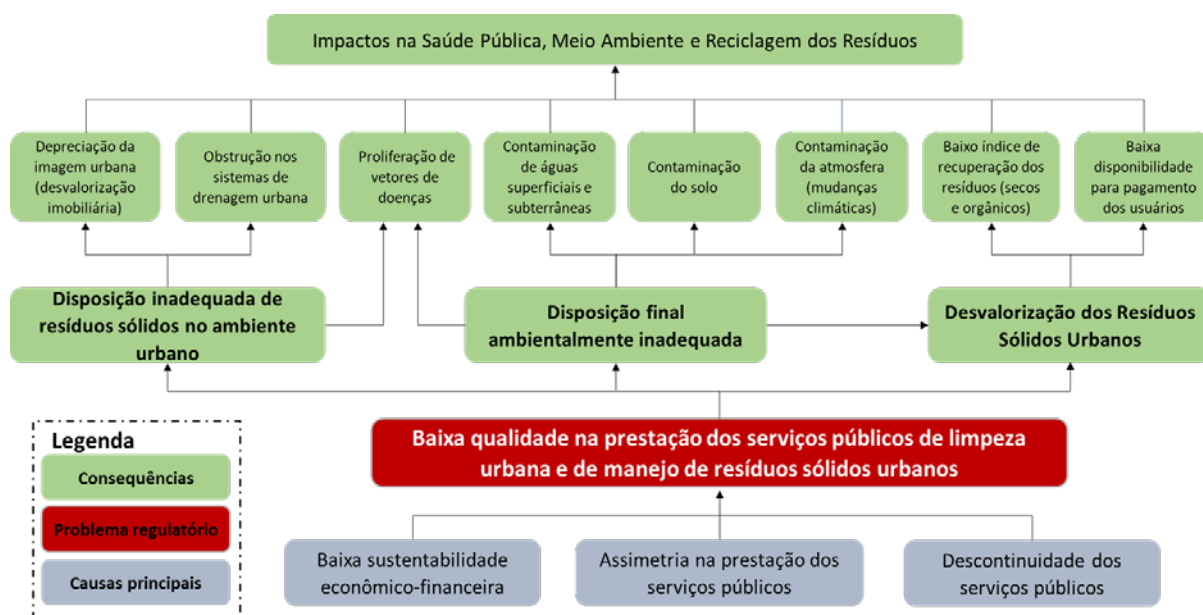 Impactos na Saúde Pública, Meio Ambiente e Reciclagem dos Resíduos
Depreciação da
imagem urbana
(desvalorização
imobiliária)
Obstrução nos
sistemas de
drenagem urbana
Proliferação de
vetores de
doenças
Contaminação
de águas
superficiais e
subterrâneas
Contaminação
do solo
Contaminação
da atmosfera
(mudanças
climáticas)
Baixo índice de
recuperação dos
resíduos (secos
e orgânicos)
Baixa
disponibilidade
para pagamento
dos usuários
Disposição inadequada de
resíduos sólidos no ambiente
urbano
Disposição final
ambientalmente inadequada
Desvalorização dos Resíduos
Sólidos Urbanos
Baixa qualidade na prestação dos serviços públicos de limpeza
urbana e de manejo de resíduos sólidos urbanos
Legenda
Consequências
Problema regulatório
Causas principais
Baixa sustentabilidade
econômico-financeira
Assimetria na prestação dos
serviços públicos
Descontinuidade dos
serviços públicos